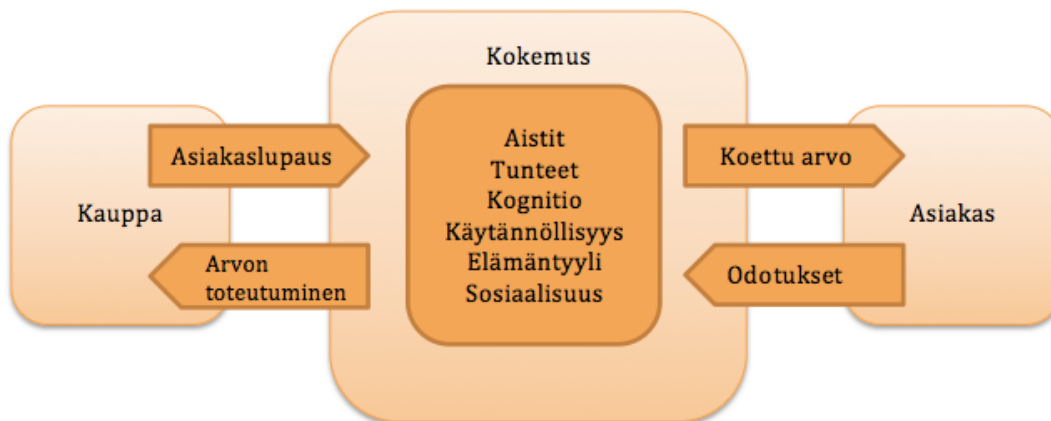 Kokemus
Kauppa
Asiakaslupaus
Arvon
toteutuminen
Aistit
Tunteet
Kognitio
Käytännöllisyys
Elämäntyyli
Sosiaalisuus
Koettu arvo
Odotukset
Asiakas